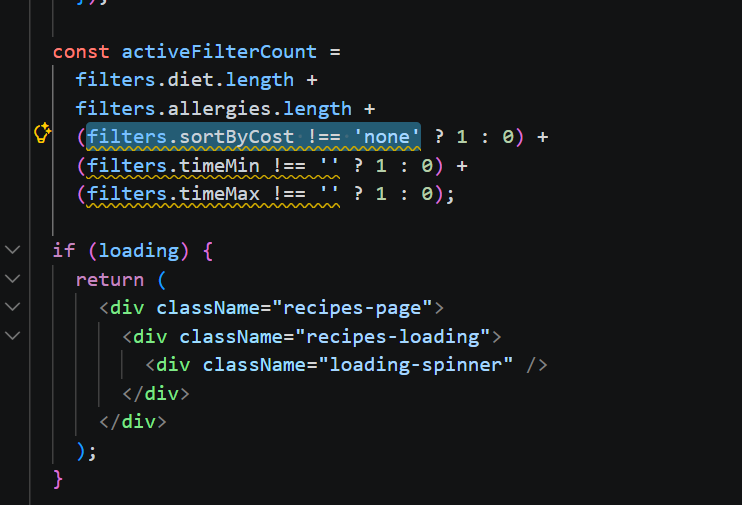 });
const activeFilterCount =
filters.diet.length +
filters.allergies.length +
(filters.sortByCost !== 'none' ? 1 : 0) +
(filters.timeMin !== '' ? 1 : 0) +
(filters.timeMax !== '' ? 1 : 0);
if (loading) {
return (
<div className="recipes-page">
<div className="recipes-loading">
<div className="loading-spinner" />
</div>
</div>
);
}